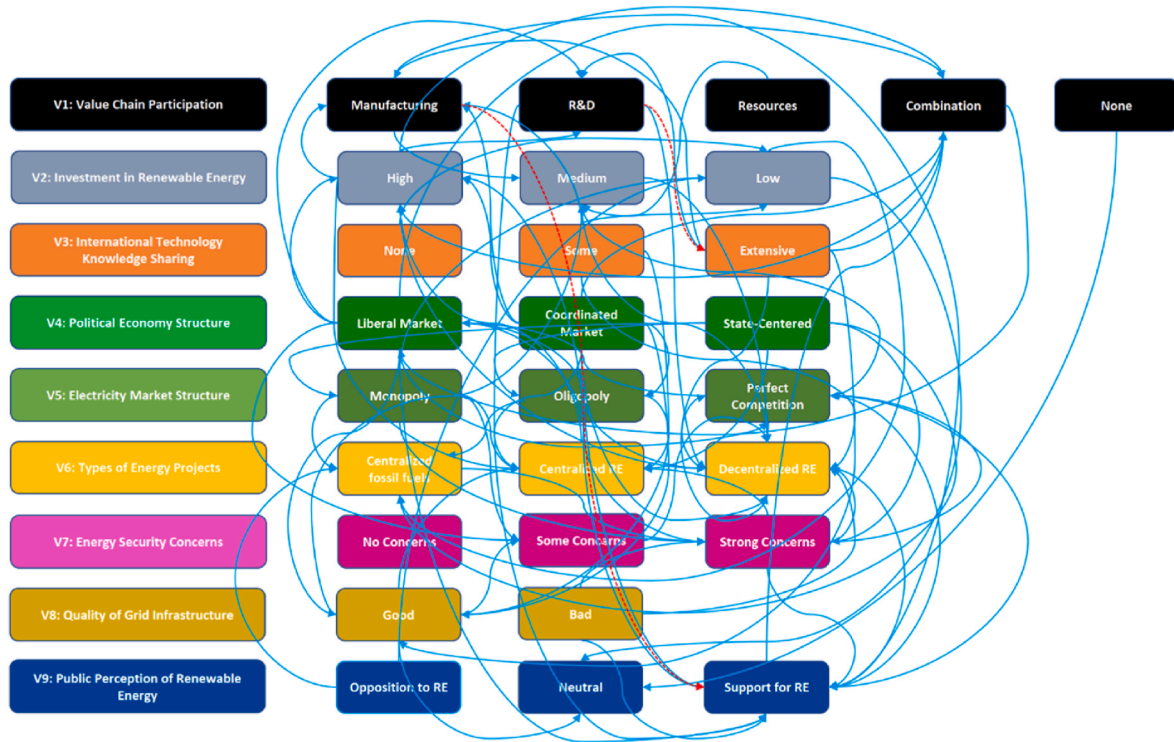 V1: Value Chain Participation
Manufacturing
R&D
Resources
Combination
None
V2: Investment in Renewable Energy
High
Medium
Low
V3: International Technology
Knowledge Sharing
None
Some
Extensive
V4: Political Economy Structure
Liberal Market
Coordinated
Market
State-Centered
V5: Electricity Market Structure
Monopoly
Oligopoly
Perfect
Competition
V6: Types of Energy Projects
Centralized
fossil fuels
Centralized RE
Decentralized RE
V7: Energy Security Concerns
No Concerns
Some Concerns
Strong Concerns
V8: Quality of Grid Infrastructure
Good
Bad
V9: Public Perception of Renewable
Energy
Opposition to RE
Neutral
Support for RE